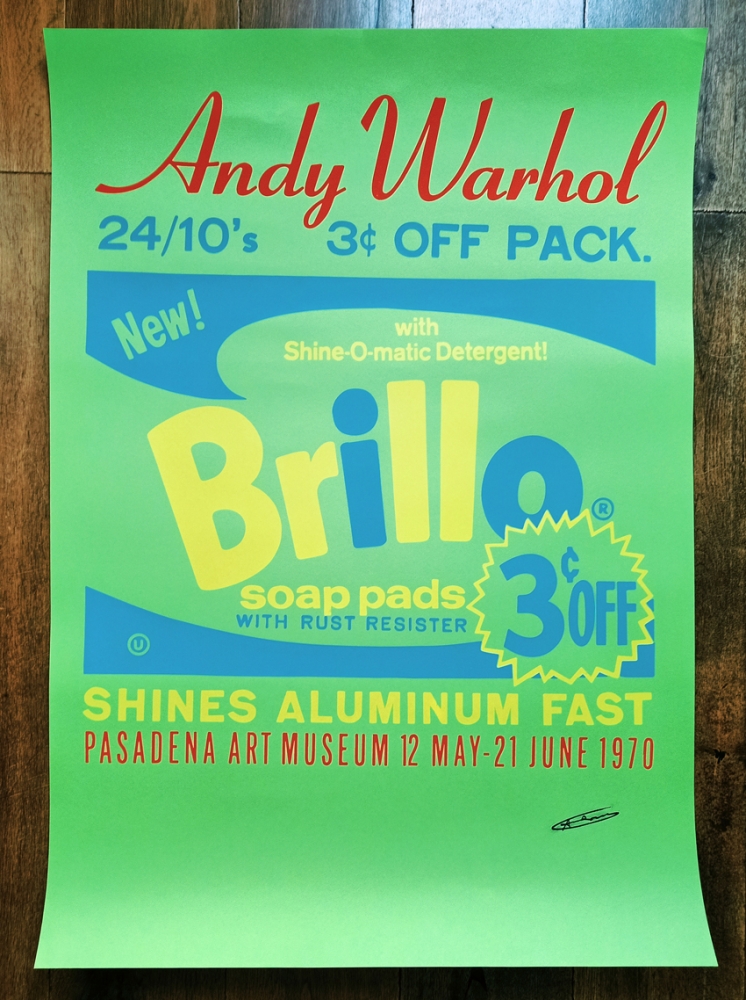 Andy Warhol
24/10's 3¢ OFF PACK.
New!
with
Shine-O-matic Detergent!
Brillo®
3¢ OFF
soap pads
WITH RUST RESISTER
U
SHINES ALUMINUM FAST
PASADENA ART MUSEUM 12 MAY-21 JUNE 1970